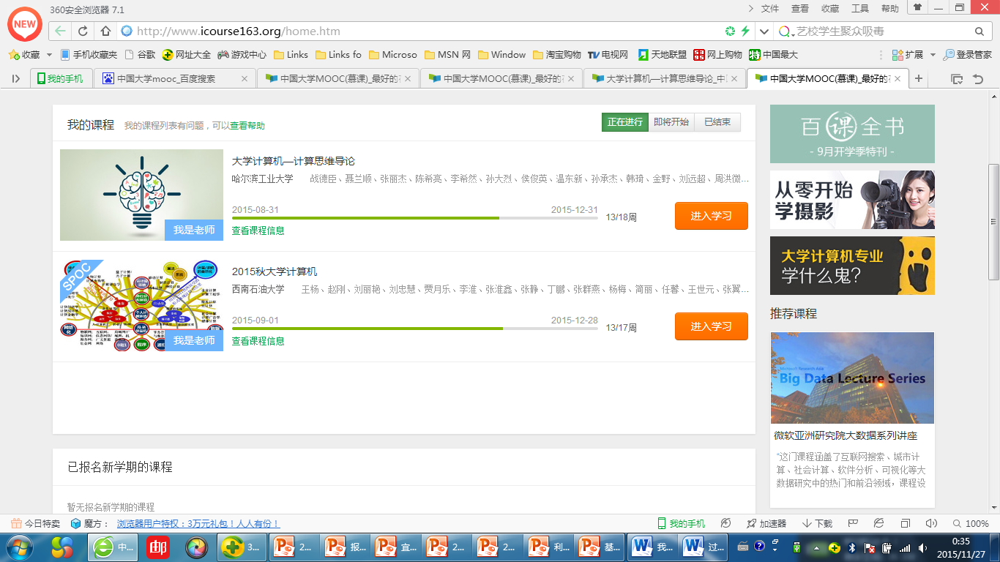 360安全浏览器 7.1
文件 查看 收藏 工具 帮助
NEW
http://www.icourse163.org/home.htm
艺校学生聚众吸毒
收藏 手机收藏夹 谷歌 网址大全 游戏中心 Links Links fo Microso MSN 网 Window 淘宝购物 TV 电视网 天地联盟 网上购物 特 中国最大 扩展 登录管家
我的手机 中国大学mooc_百度搜索 中国大学MOOC(慕课)_最好的 中国大学MOOC(慕课)_最好的 大学计算机—计算思维导论_中 中国大学MOOC(慕课)_最好的
我的课程 我的课程列表有问题，可以查看帮助
正在进行 即将开始 已结束
大学计算机—计算思维导论
哈尔滨工业大学 战德臣、聂兰顺、张丽杰、陈希亮、李希然、孙大烈、侯俊英、温东新、孙承杰、韩琦、金野、刘远超、周洪微...
2015-08-31 2015-12-31
13/18周
进入学习
我是老师
查看课程信息
SPOC
2015秋大学计算机
西南石油大学 王杨、赵刚、刘丽艳、刘忠慧、贾月乐、李淮、张淮鑫、张静、丁鹏、张群燕、杨梅、简雨、任馨、王世元、张翼...
2015-09-01 2015-12-28
13/17周
进入学习
我是老师
查看课程信息
已报名新学期的课程
暂无报名新学期的课程
百课全书
- 9月开学季特刊 -
从零开始
学摄影
大学计算机专业
学什么鬼?
推荐课程
Microsoft Research Asia
Big Data Lecture Series
微软亚洲研究院大数据系列讲座
“这门课程涵盖了互联网搜索、城市计
算、社会计算、软件分析、可视化等大
数据研究中的热门和前沿领域，课程设
今日特卖 魔方： 浏览器用户特权：3万元礼包！人人有份！
我的手机 加速器 下载 100%
中... 3... 2... 报... 宣... 2... 2... 利... 基... 我... 过...
0:35
2015/11/27